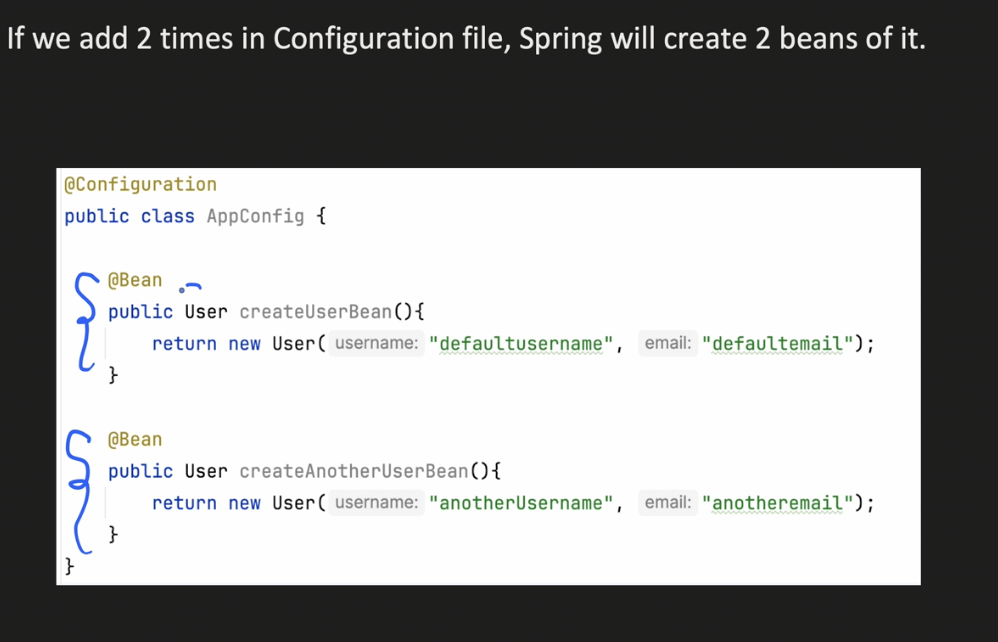 If we add 2 times in Configuration file, Spring will create 2 beans of it.
@Configuration
public class AppConfig {
@Bean
public User createUserBean(){
return new User( username: "defaultusername", email: "defaultemail");
}
@Bean
public User createAnotherUserBean(){
return new User( username: "anotherUsername", email: "anotheremail");
}
}